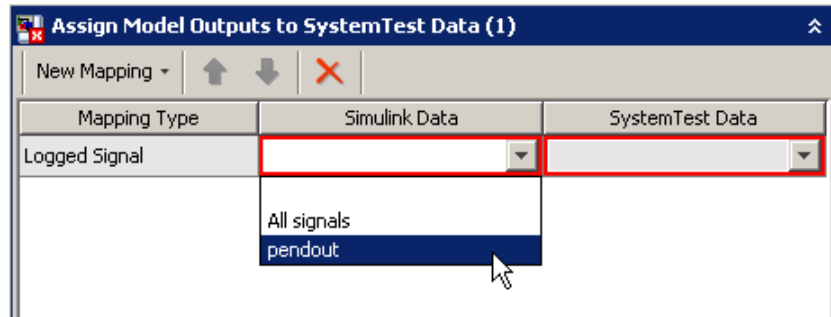 Assign Model Outputs to SystemTest Data (1)
New Mapping
Mapping Type Simulink Data SystemTest Data
Logged Signal
All signals
pendout